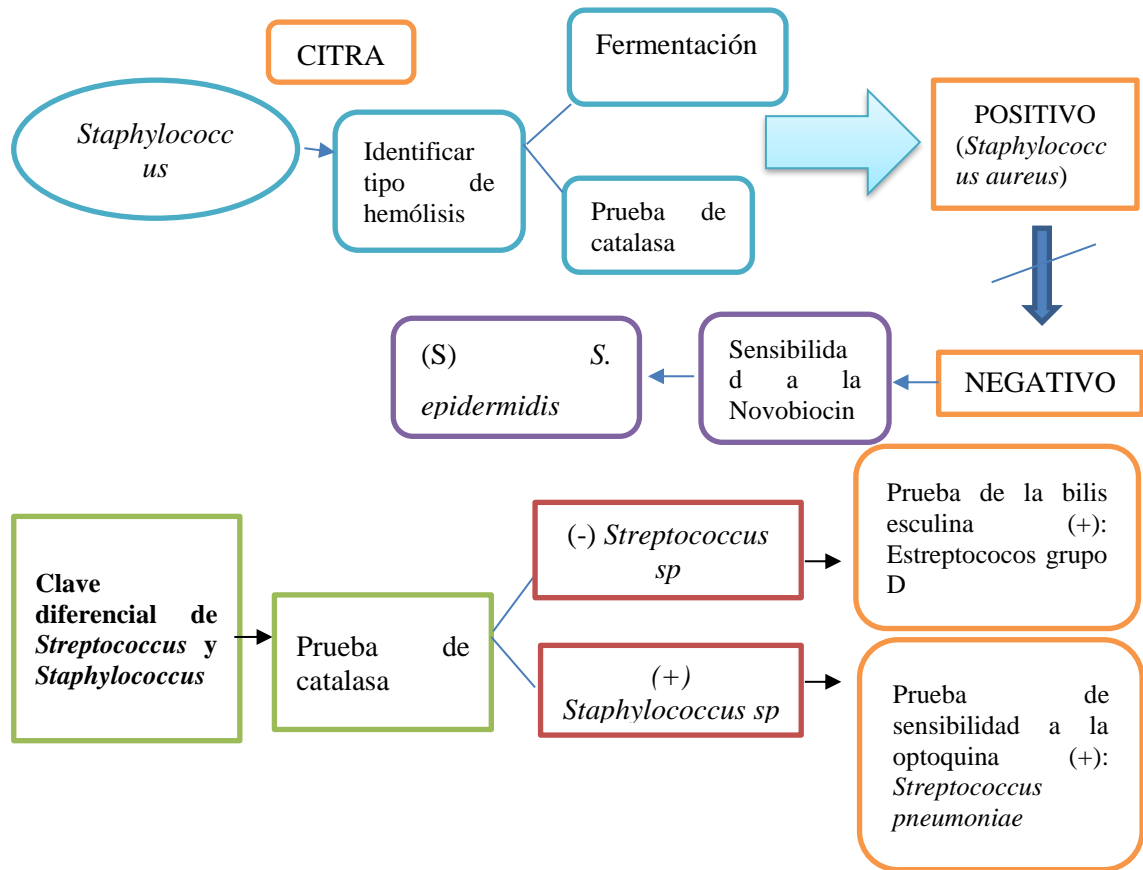 CITRA
Staphylococc
us
Identificar
tipo de
hemólisis
Fermentación
Prueba de
catalasa
POSITIVO
(Staphylococc
us aureus)
NEGATIVO
Sensibilida
d a la
Novobiocin
(S) S.
epidermidis
Clave
diferencial de
Streptococcus y
Staphylococcus
Prueba de
catalasa
(-) Streptococcus
sp
(+)
Staphylococcus sp
Prueba de la bilis
esculina (+):
Estreptococos grupo
D
Prueba de
sensibilidad a la
optoquina (+):
Streptococcus
pneumoniae